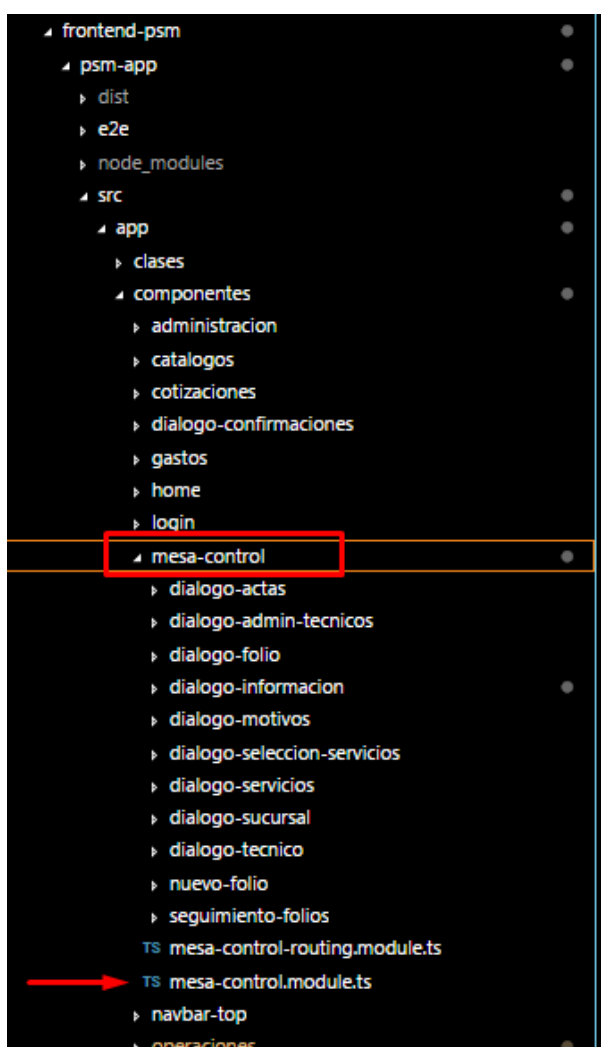 frontend-psm
psm-app
dist
e2e
node_modules
src
app
clases
componentes
administracion
catalogos
cotizaciones
dialogo-confirmaciones
gastos
home
login
mesa-control
dialogo-actas
dialogo-admin-tecnicos
dialogo-folio
dialogo-informacion
dialogo-motivos
dialogo-seleccion-servicios
dialogo-servicios
dialogo-sucursal
dialogo-tecnico
nuevo-folio
seguimiento-folios
TS mesa-control-routing.module.ts
TS mesa-control.module.ts
navbar-top
operaciones